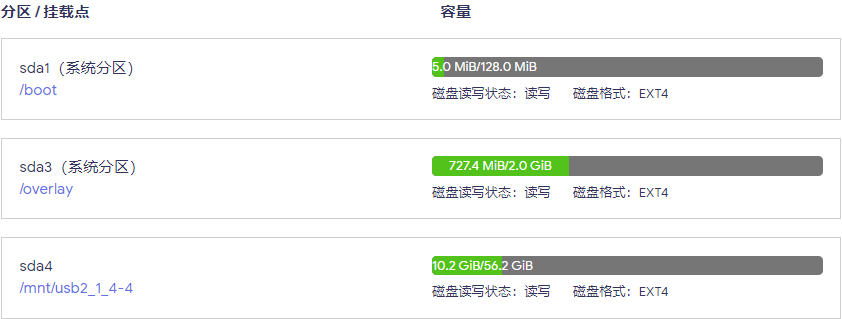 分区 / 挂载点 容量
sda1（系统分区） 5.0 MiB/128.0 MiB
/boot 磁盘读写状态：读写 磁盘格式：EXT4
sda3（系统分区） 727.4 MiB/2.0 GiB
/overlay 磁盘读写状态：读写 磁盘格式：EXT4
sda4 10.2 GiB/56.2 GiB
/mnt/usb2_1_4-4 磁盘读写状态：读写 磁盘格式：EXT4